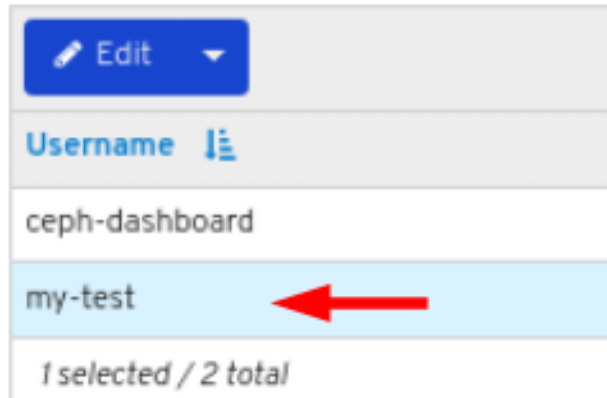 Edit
Username
ceph-dashboard
my-test
1 selected / 2 total